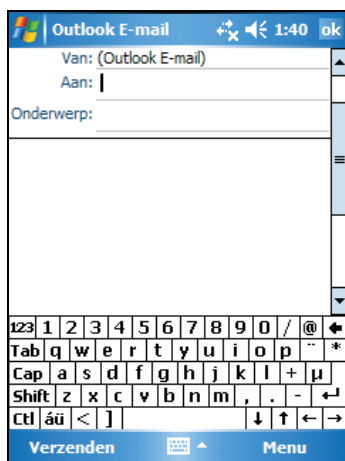 Outlook E-mail 1:40 ok
Van: (Outlook E-mail)
Aan:
Onderwerp:
123 1 2 3 4 5 6 7 8 9 0 / @ ←
Tab q w e r t y u i o p ¨ *
Cap a s d f g h j k l + µ
Shift z x c v b n m , . - ↵
Ctl áü < ] ↓ ↑ ← →
Verzenden Menu